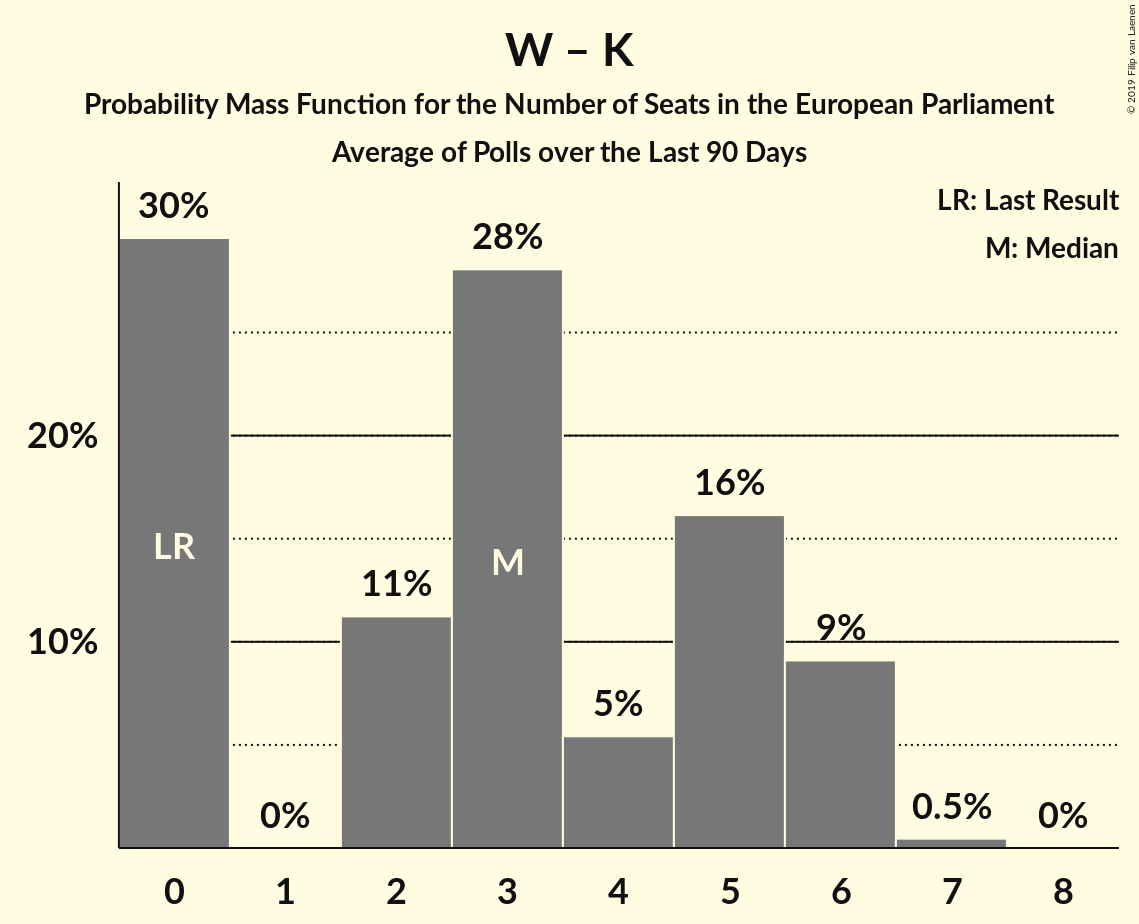 W – K
Probability Mass Function for the Number of Seats in the European Parliament
Average of Polls over the Last 90 Days
© 2019 Filip van Laenen
LR: Last Result
M: Median
30%
28%
20%
16%
LR
M
11%
10%
9%
5%
0%
0.5%
0%
0 1 2 3 4 5 6 7 8